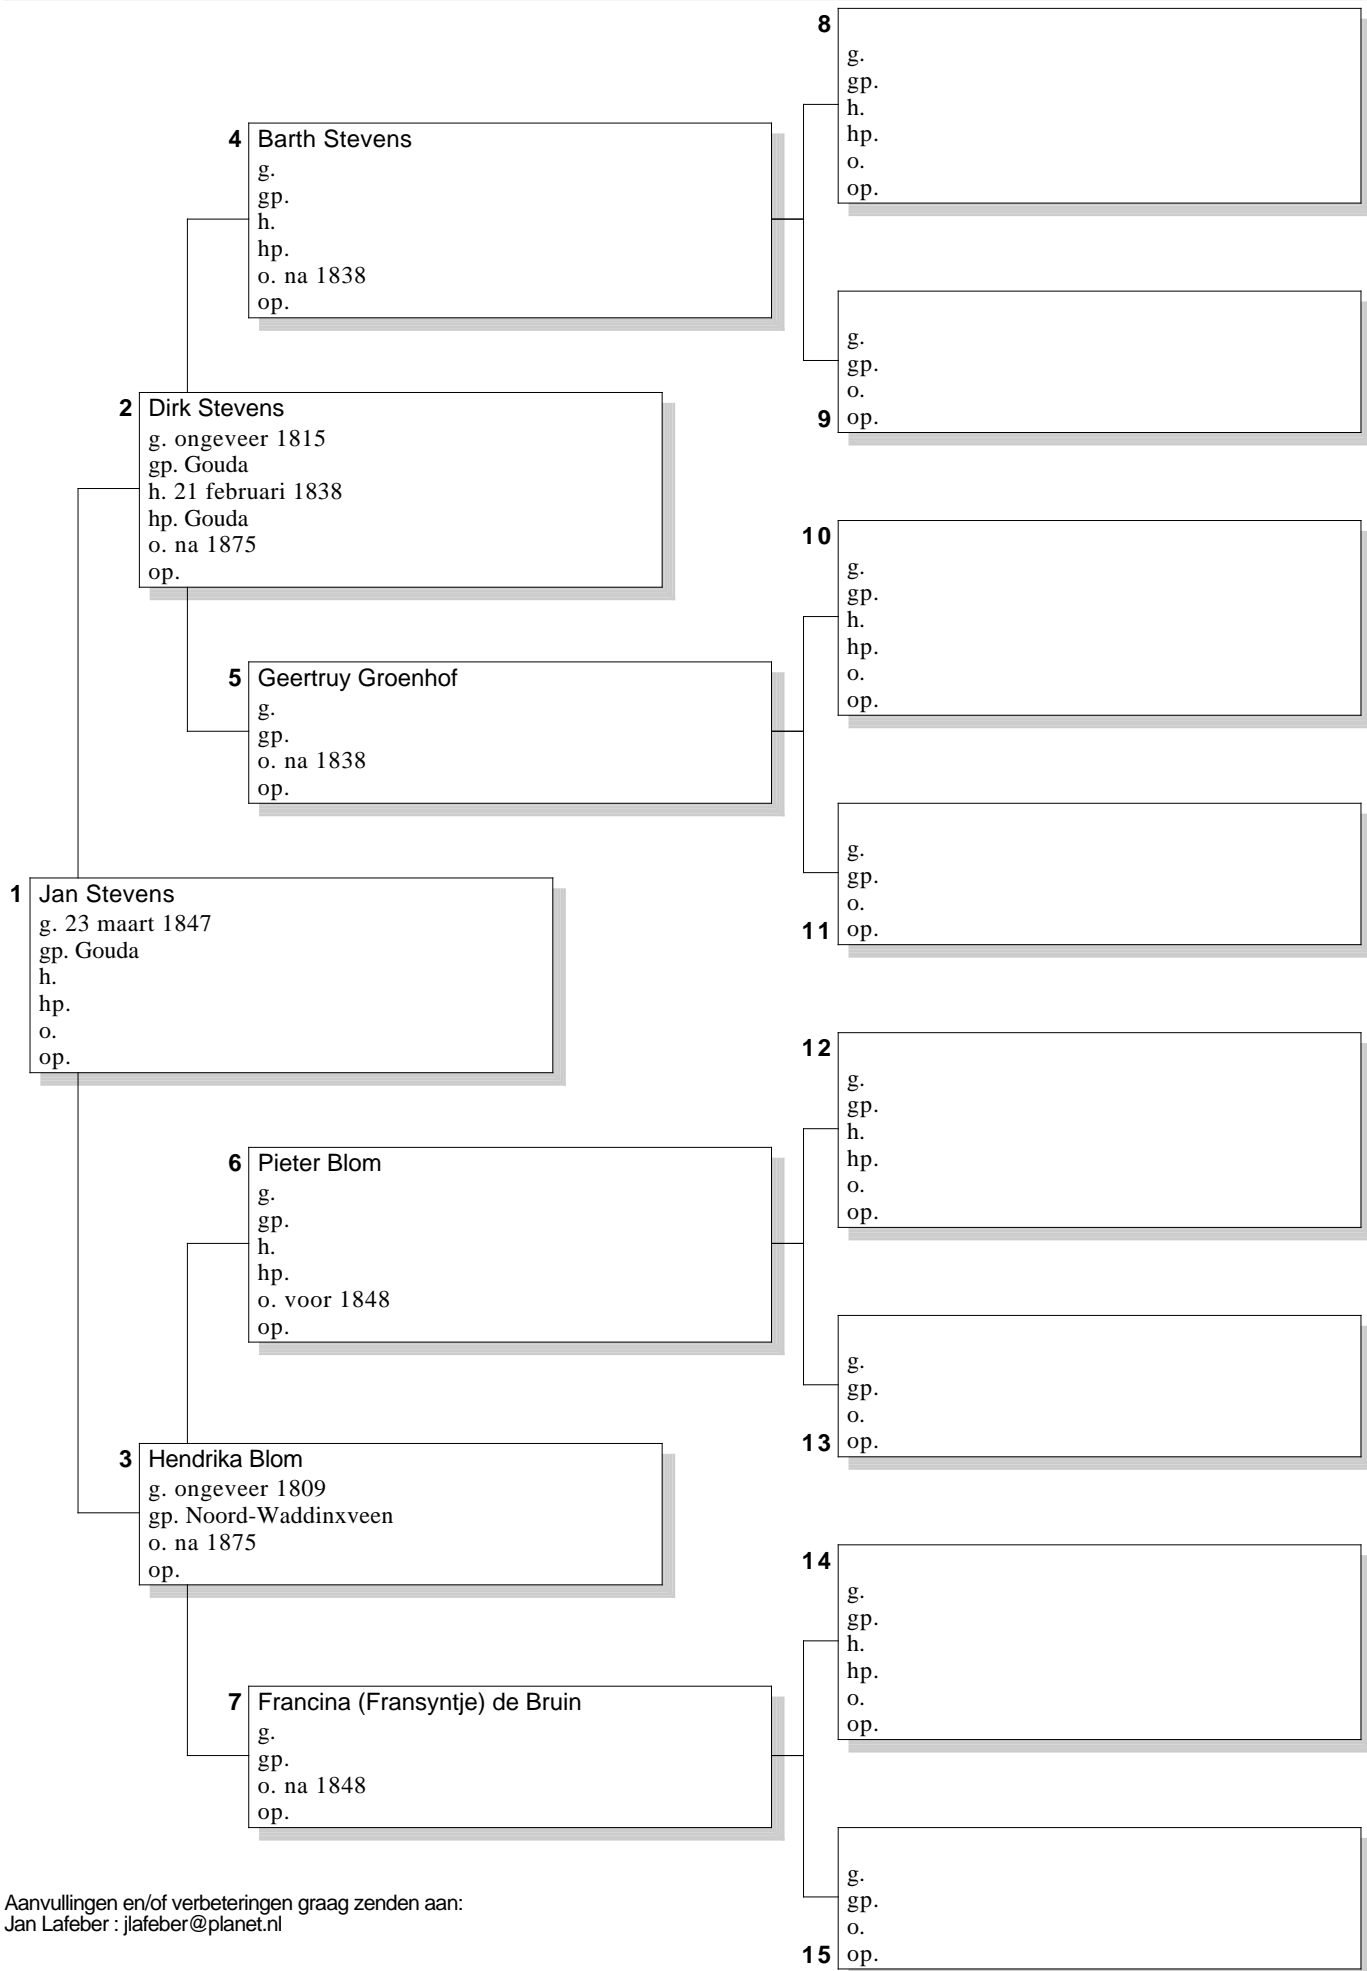 8
g.
gp.
h.
hp.
o.
op.
4 Barth Stevens
g.
gp.
h.
hp.
o. na 1838
op.
g.
gp.
o.
9 op.
2 Dirk Stevens
g. ongeveer 1815
gp. Gouda
h. 21 februari 1838
hp. Gouda
o. na 1875
op.
10
g.
gp.
h.
hp.
o.
op.
5 Geertruy Groenhof
g.
gp.
o. na 1838
op.
g.
gp.
o.
11 op.
1 Jan Stevens
g. 23 maart 1847
gp. Gouda
h.
hp.
o.
op.
12
g.
gp.
h.
hp.
o.
op.
6 Pieter Blom
g.
gp.
h.
hp.
o. voor 1848
op.
g.
gp.
o.
13 op.
3 Hendrika Blom
g. ongeveer 1809
gp. Noord-Waddinxveen
o. na 1875
op.
14
g.
gp.
h.
hp.
o.
op.
7 Francina (Fransyntje) de Bruin
g.
gp.
o. na 1848
op.
g.
gp.
o.
15 op.
Aanvullingen en/of verbeteringen graag zenden aan:
Jan Lafeber : jlafeber@planet.nl